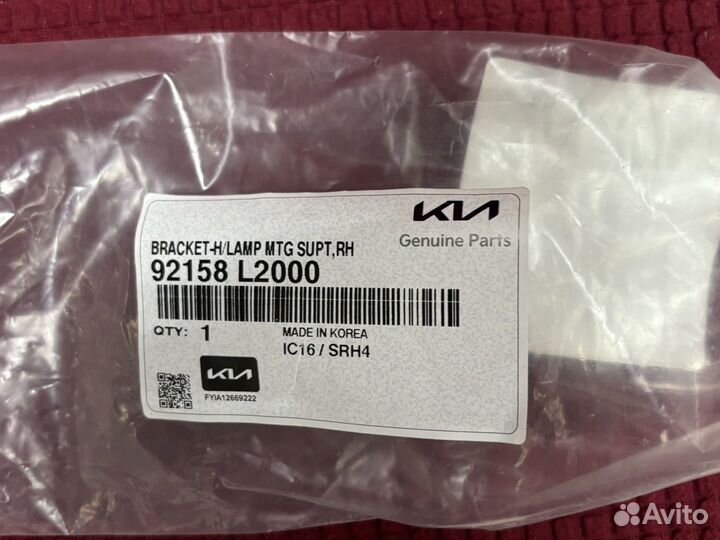 KIA
Genuine Parts
BRACKET-H/LAMP MTG SUPT,RH
92158 L2000
QTY: 1
MADE IN KOREA
IC16 / SRH4
KIA
FYIA12669222
Avito